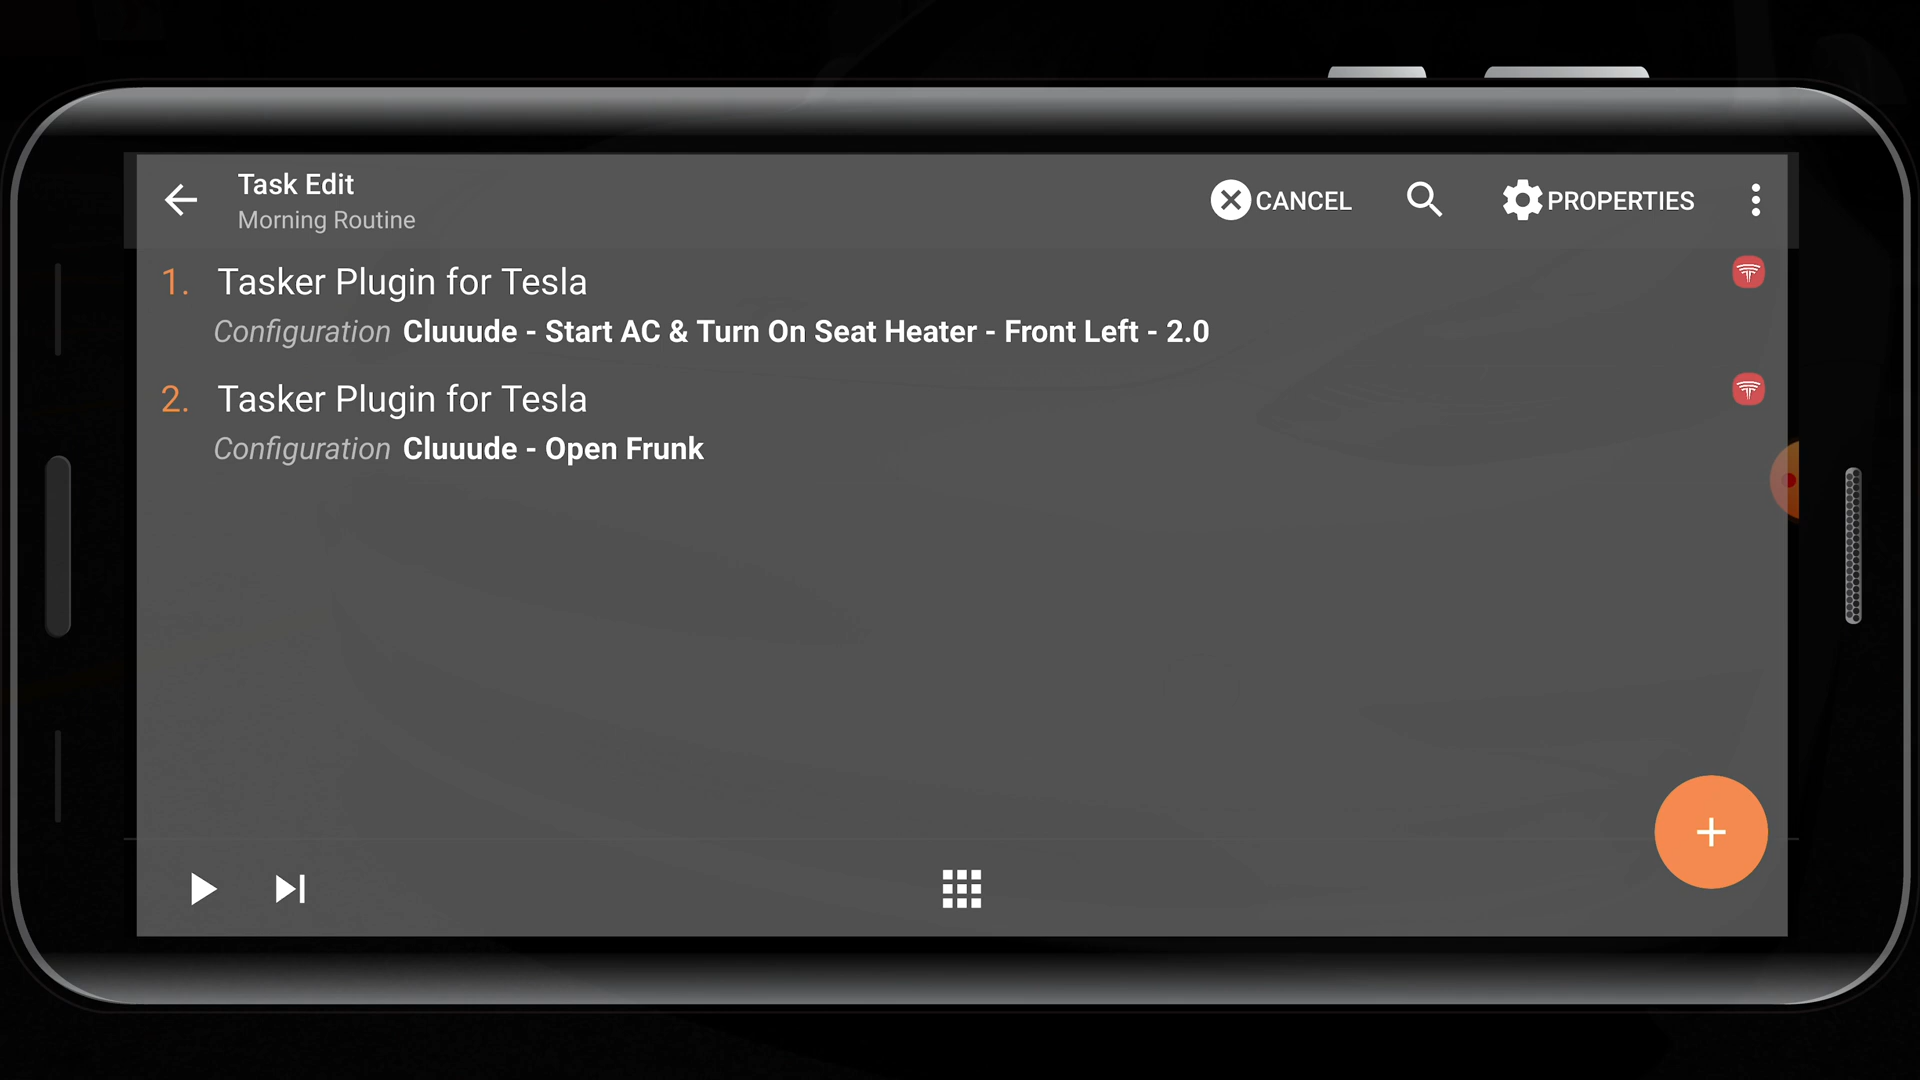 Task Edit
Morning Routine
CANCEL
PROPERTIES
1. Tasker Plugin for Tesla
Configuration Cluuude - Start AC & Turn On Seat Heater - Front Left - 2.0
2. Tasker Plugin for Tesla
Configuration Cluuude - Open Frunk